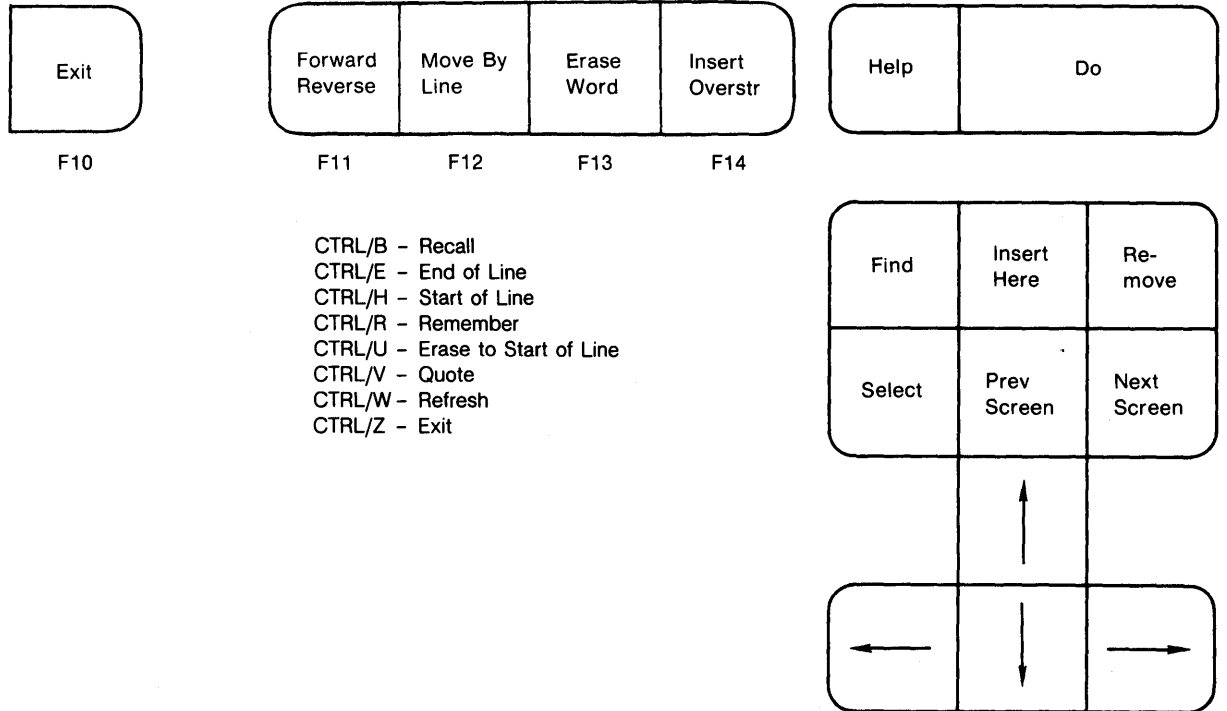 Exit
Forward
Reverse
Move By
Line
Erase
Word
Insert
Overstr
Help
Do
F10
F11
F12
F13
F14
CTRL/B – Recall
CTRL/E – End of Line
CTRL/H – Start of Line
CTRL/R – Remember
CTRL/U – Erase to Start of Line
CTRL/V – Quote
CTRL/W – Refresh
CTRL/Z – Exit
Find
Insert
Here
Re-
move
Select
Prev
Screen
Next
Screen